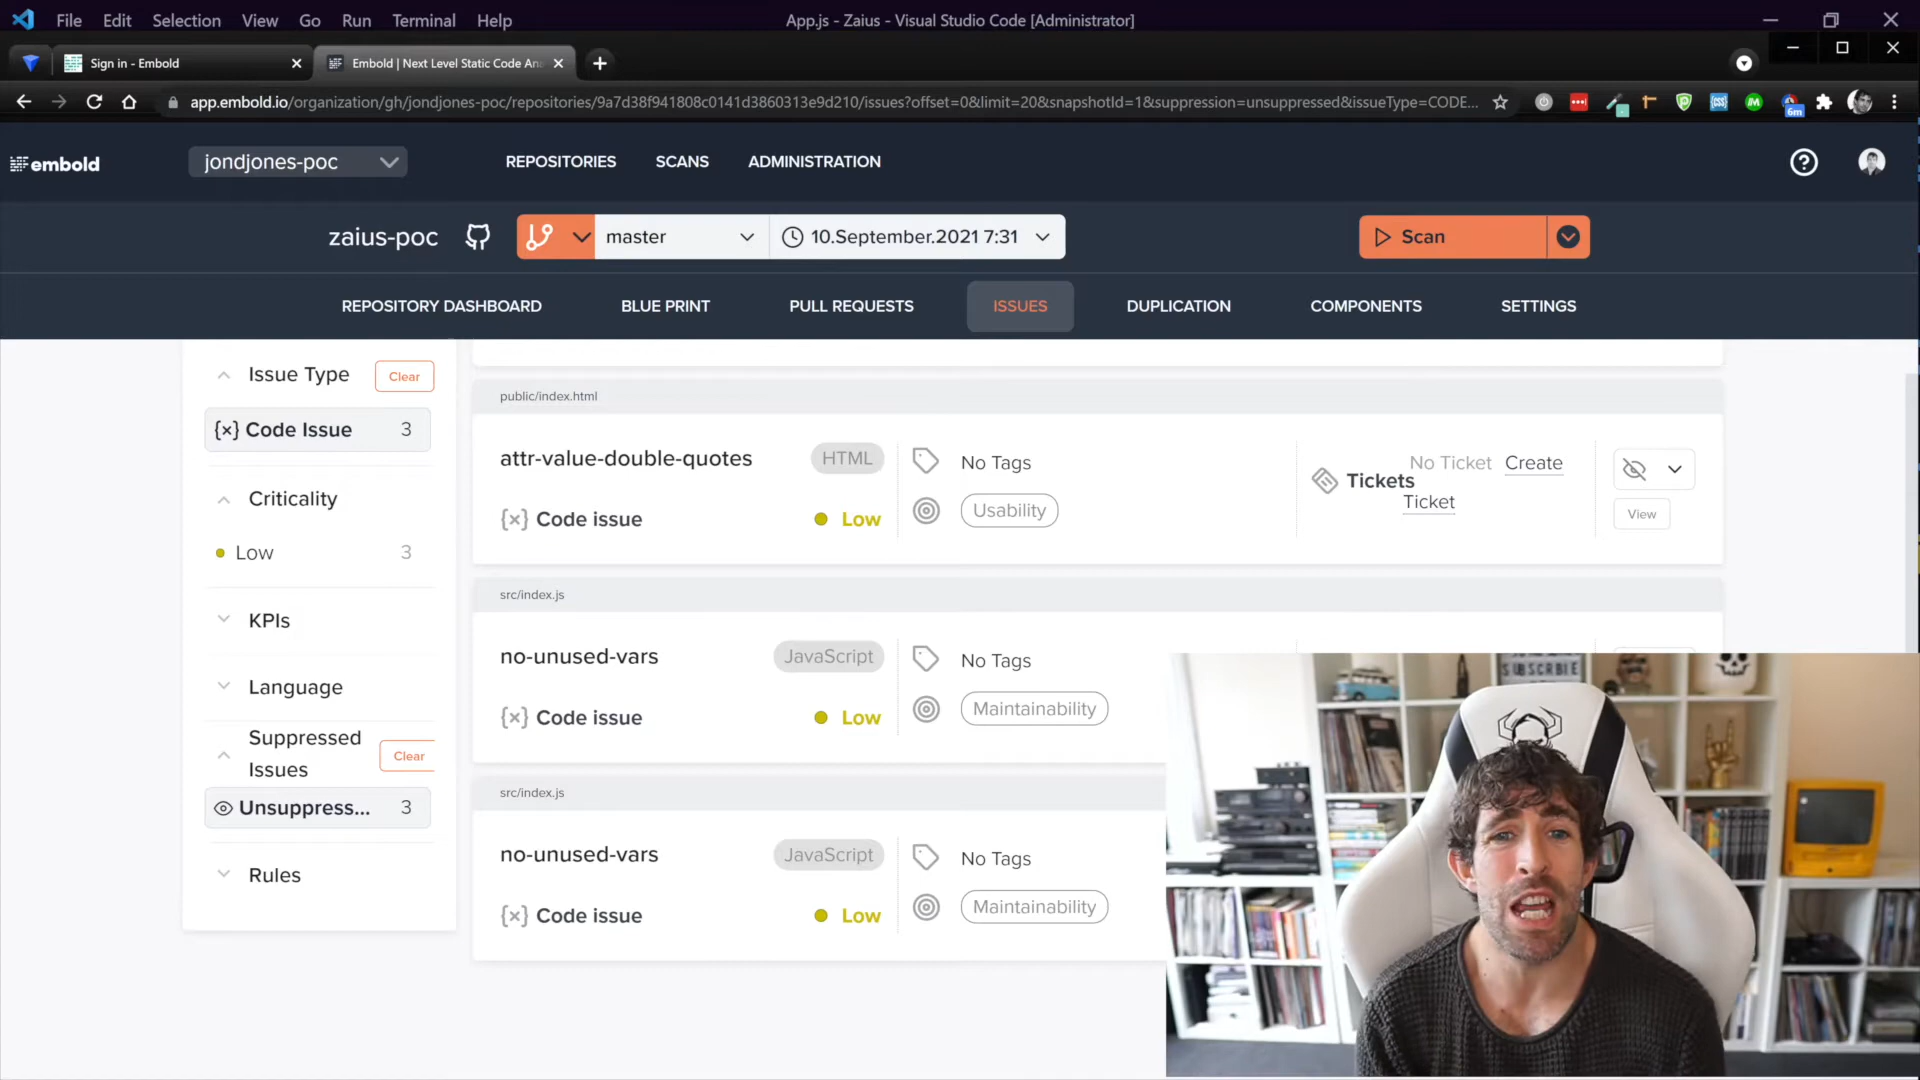 File Edit Selection View Go Run Terminal Help App.js - Zaius - Visual Studio Code [Administrator]
Sign in - Embold
Embold | Next Level Static Code An
app.embold.io/organization/gh/jondjones-poc/repositories/9a7d38f941808c0141d3860313e9d210/issues?offset=0&limit=20&snapshotId=1&suppression=unsuppressed&issueType=CODE...
6m
embold
jondjones-poc
REPOSITORIES SCANS ADMINISTRATION
zaius-poc
master
10.September.2021 7:31
Scan
REPOSITORY DASHBOARD BLUE PRINT PULL REQUESTS ISSUES DUPLICATION COMPONENTS SETTINGS
Issue Type
Clear
{x} Code Issue 3
Criticality
Low 3
KPIs
Language
Suppressed
Issues
Clear
Unsuppress... 3
Rules
public/index.html
attr-value-double-quotes
HTML
No Tags
{x} Code issue
Low
Usability
Tickets
No Ticket Create
Ticket
View
src/index.js
no-unused-vars
JavaScript
No Tags
{x} Code issue
Low
Maintainability
src/index.js
no-unused-vars
JavaScript
No Tags
{x} Code issue
Low
Maintainability
SUBSCRBIE